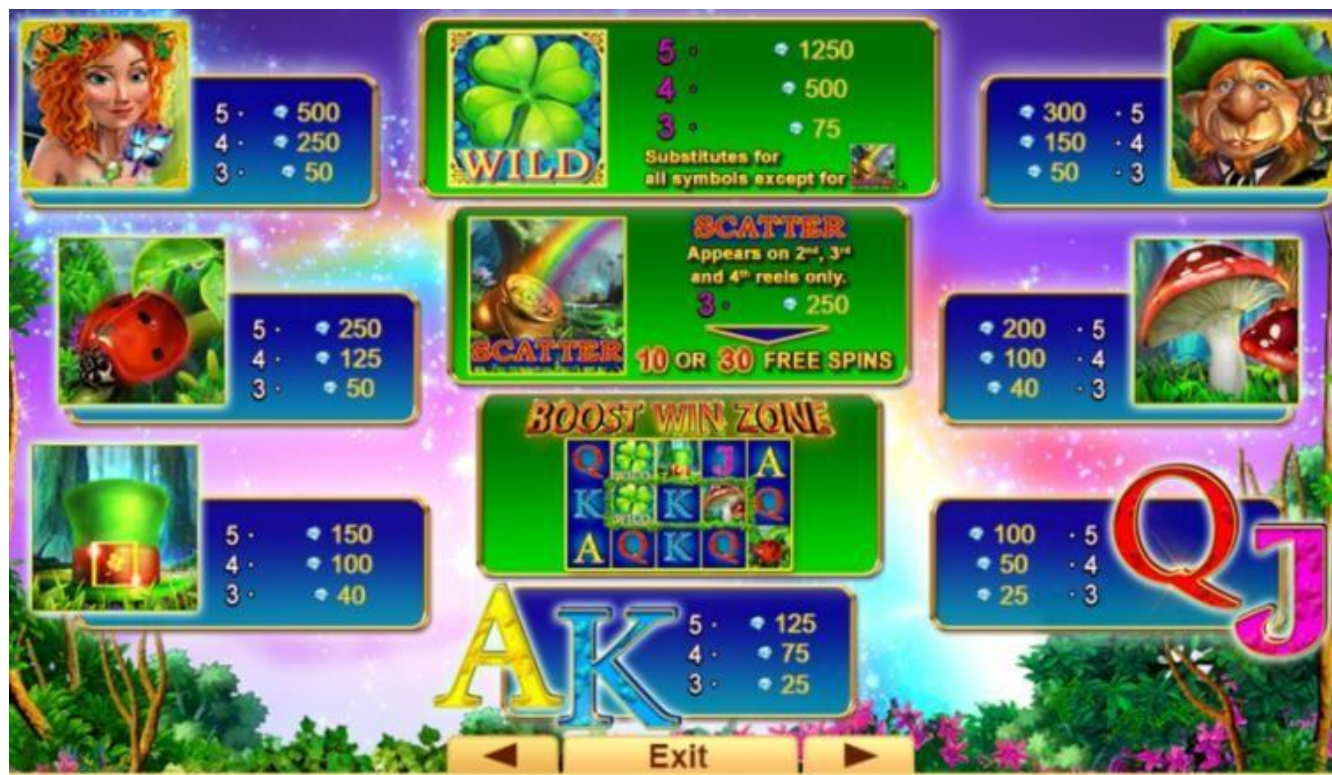 5 · 500
4 · 250
3 · 50
WILD
5 · 1250
4 · 500
3 · 75
Substitutes for
all symbols except for .
300 · 5
150 · 4
50 · 3
5 · 250
4 · 125
3 · 50
SCATTER
SCATTER
Appears on 2nd, 3rd
and 4th reels only.
3 · 250
10 OR 30 FREE SPINS
200 · 5
100 · 4
40 · 3
BOOST WIN ZONE
Q J A
WILD K Q
A Q K Q
5 · 150
4 · 100
3 · 40
100 · 5
50 · 4
25 · 3
Q J
A K
5 · 125
4 · 75
3 · 25
Exit